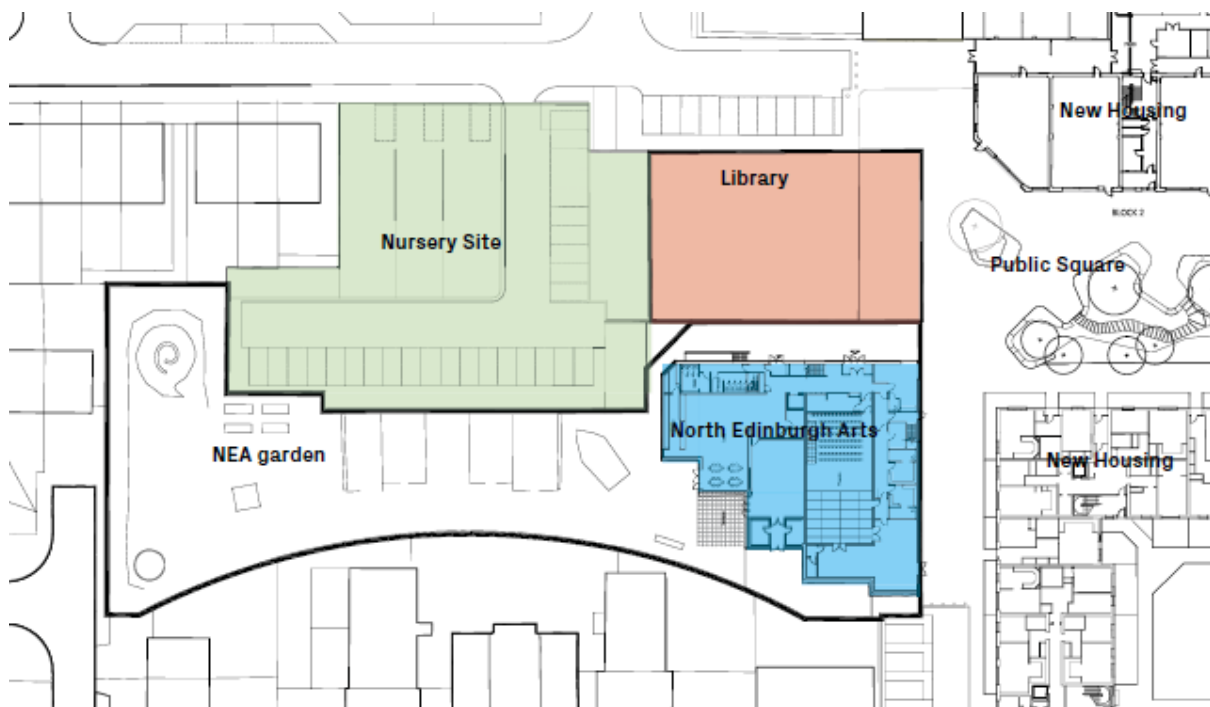 New Housing
Library
BLOCK 2
Nursery Site
Public Square
North Edinburgh Arts
NEA garden
New Housing